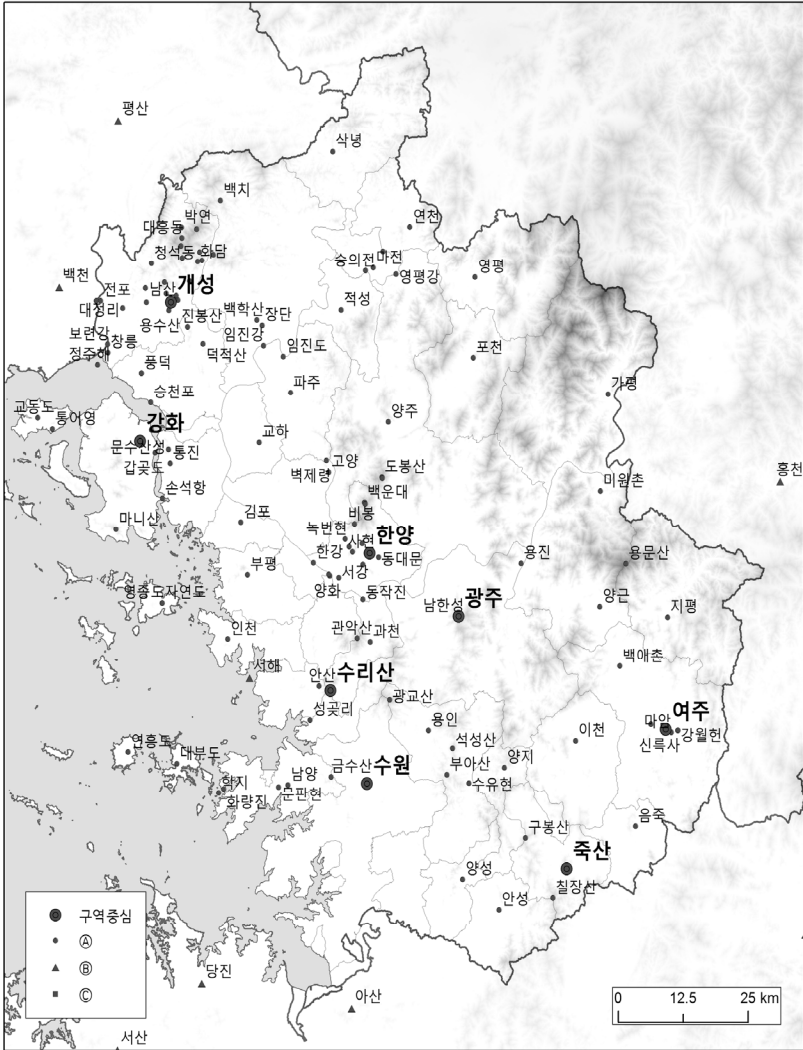 평산
삭녕
백치
박연
대흥동
연천
청석동
화담
숭의전
마전
영평강
영평
백천
전포
남산
개성
대정리
용수산
진봉산
백학산
장단
적성
보련강
창릉
임진강
정주해
덕적산
임진도
포천
풍덕
파주
가평
승천포
교동도
통어영
강화
양주
문수산성
통진
교하
갑곶도
고양
벽제령
도봉산
홍천
손석항
백운대
미원촌
마니산
김포
비봉
녹번현
사현
한양
한강
동대문
용진
용문산
부평
서강
양화
영종도
자연도
동작진
남한성
광주
양근
지평
인천
관악산
과천
서해
안산
수리산
백애촌
성곶리
광교산
마암
여주
용인
이천
신륵사
강월헌
연흥도
대부도
석성산
양지
학지
남양
금수산
수원
부아산
수유현
화량진
구봉산
음죽
죽산
양성
칠장산
안성
구역중심
Ⓐ
Ⓑ
Ⓒ
당진
아산
서산
0 12.5 25 km